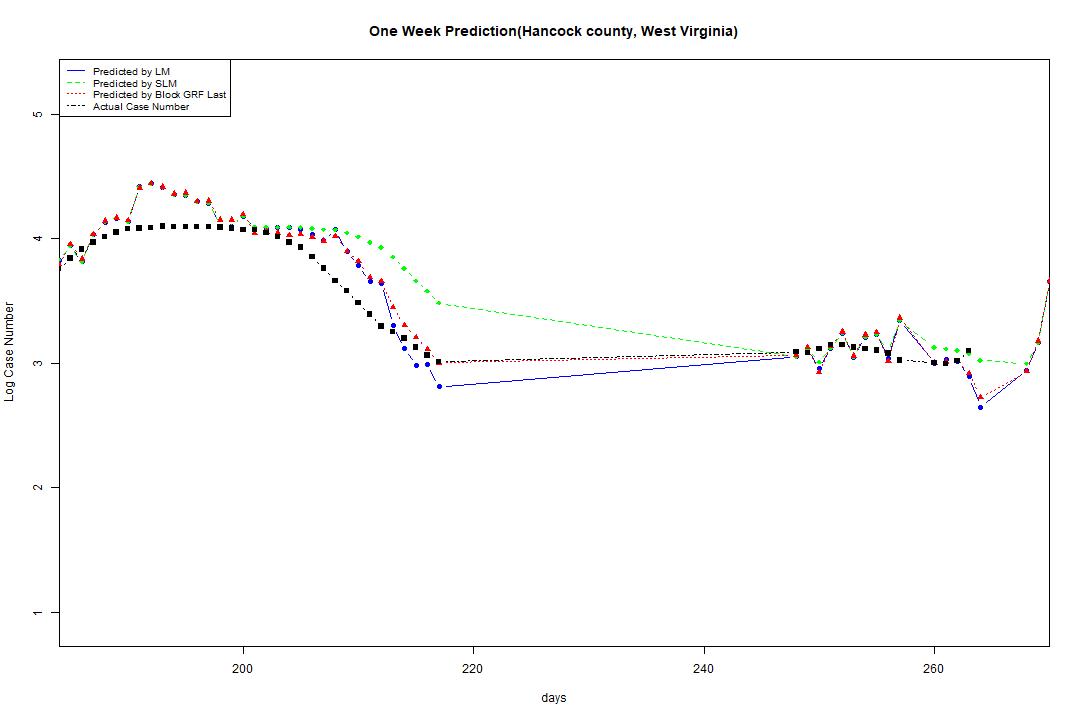 One Week Prediction(Hancock county, West Virginia)
Predicted by LM
Predicted by SLM
Predicted by Block GRF Last
Actual Case Number
5
4
3
2
1
Log Case Number
200 220 240 260
days